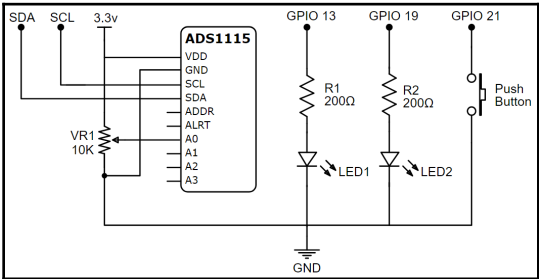 SDA SCL 3.3v GPIO 13 GPIO 19 GPIO 21
ADS1115
VDD
GND
SCL
SDA
ADDR
ALRT
A0
A1
A2
A3
VR1
10K
R1
200Ω
R2
200Ω
Push
Button
LED1
LED2
GND